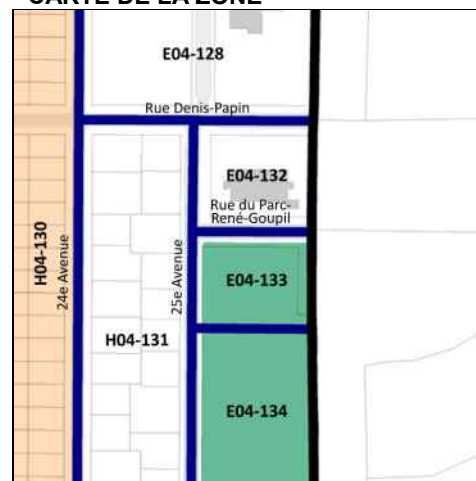 CARTE DE LA ZONE
E04-128
Rue Denis-Papin
E04-132
Rue du Parc-
René-Goupil
H04-130
24e Avenue
25e Avenue
E04-133
H04-131
E04-134